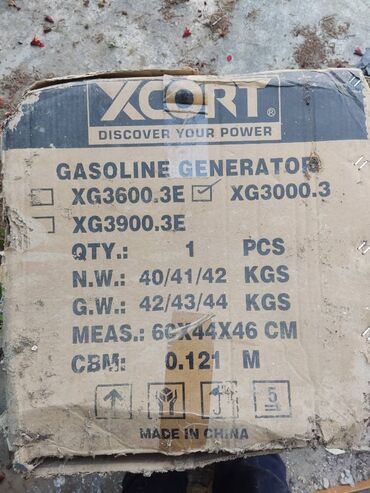 XCORT®
DISCOVER YOUR POWER
GASOLINE GENERATOR
XG3600.3E XG3000.3
XG3900.3E
QTY.: 1 PCS
N.W.: 40/41/42 KGS
G.W.: 42/43/44 KGS
MEAS.: 60X44X46 CM
CBM: 0.121 M
5
MADE IN CHINA